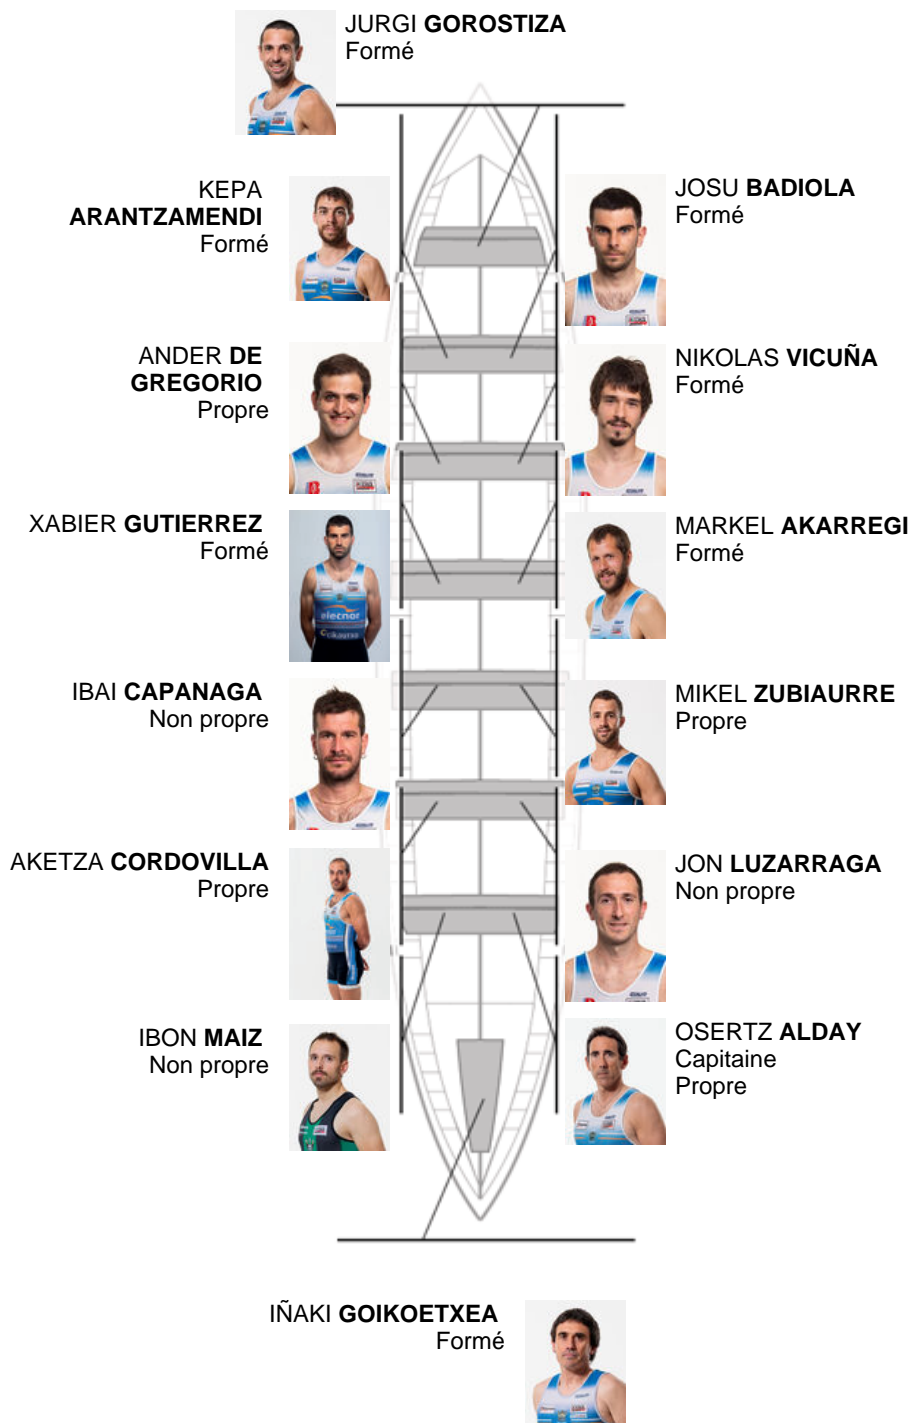 JURGI GOROSTIZA
Formé
KEPA
ARANTZAMENDI
Formé
JOSU BADIOLA
Formé
ANDER DE
GREGORIO
Propre
NIKOLAS VICUÑA
Formé
XABIER GUTIERREZ
Formé
elecnor
cikautxo
MARKEL AKARREGI
Formé
IBAI CAPANAGA
Non propre
MIKEL ZUBIAURRE
Propre
AKETZA CORDOVILLA
Propre
JON LUZARRAGA
Non propre
IBON MAIZ
Non propre
OSERTZ ALDAY
Capitaine
Propre
IÑAKI GOIKOETXEA
Formé